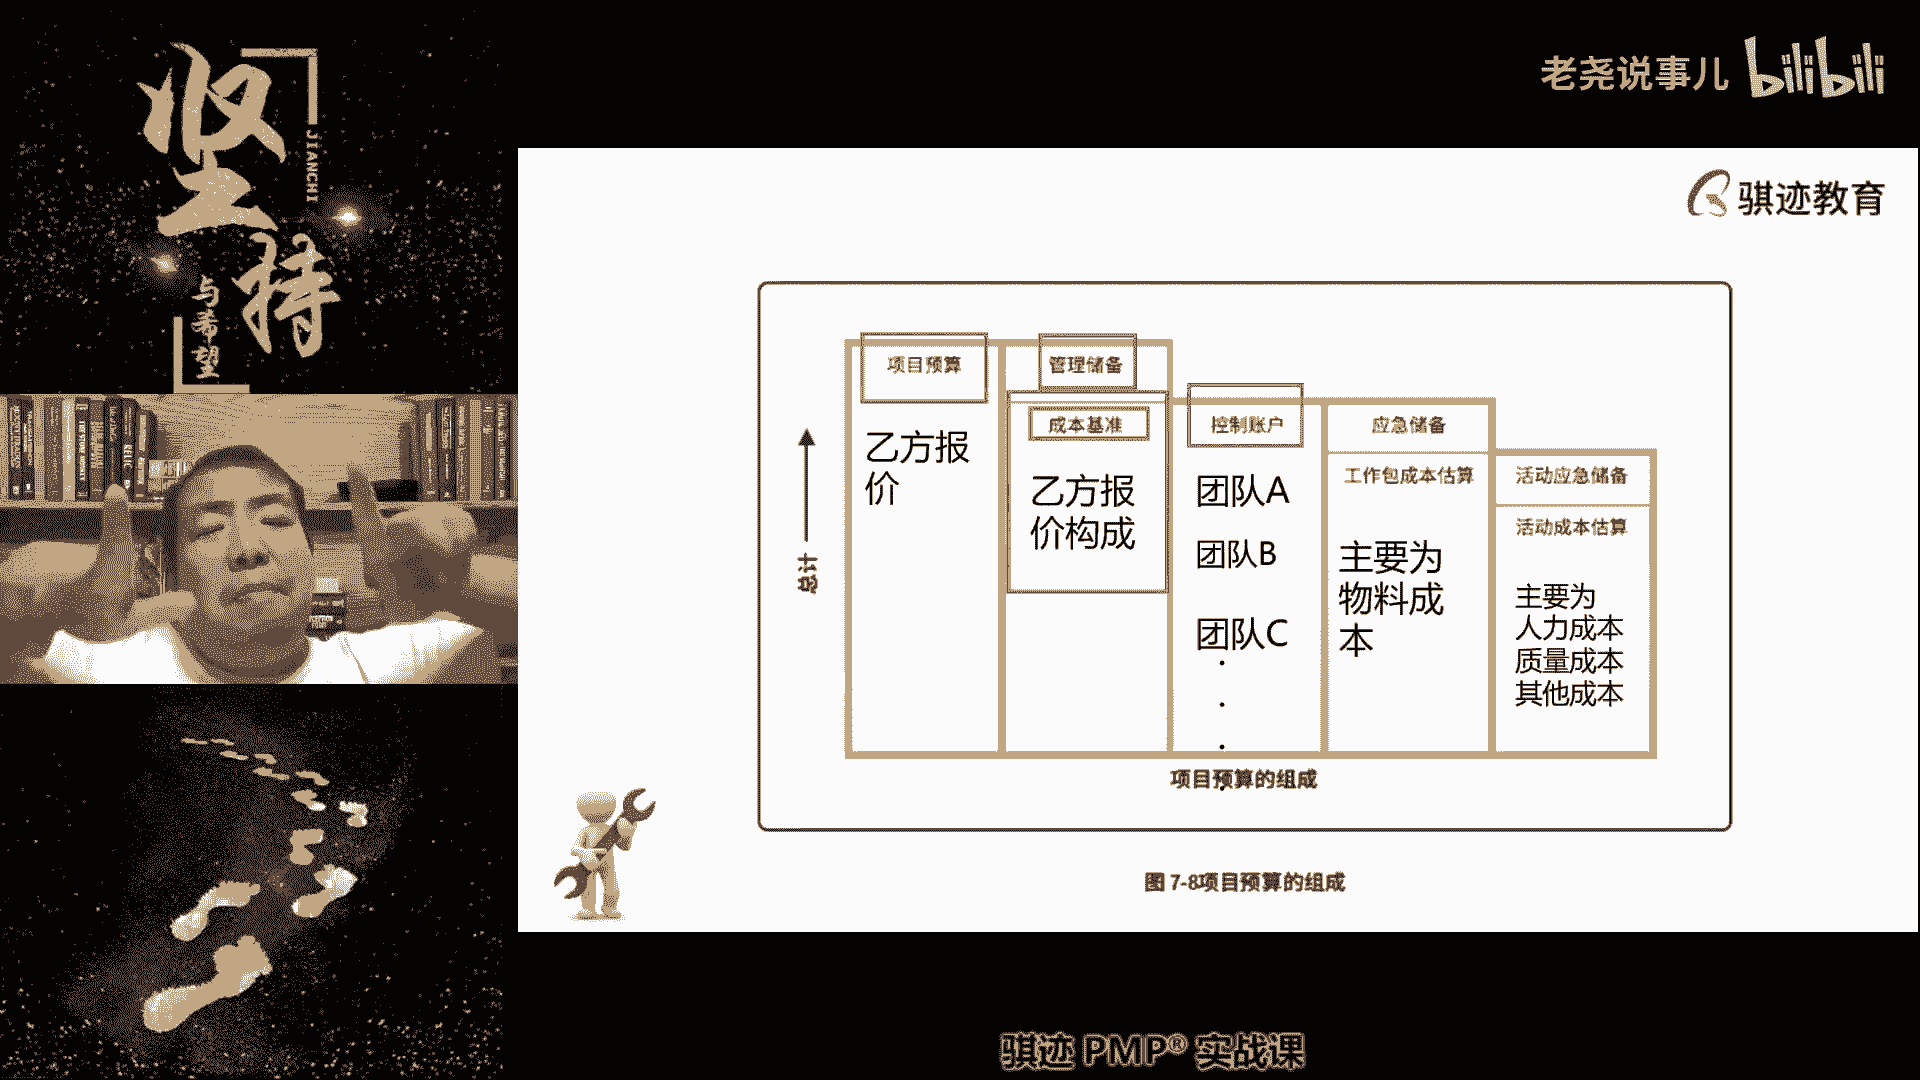 坚持
JIANCHI
与希望
老尧说事儿 bilibili
骐迹教育
项目预算
管理储备
成本基准
控制账户
应急储备
工作包成本估算
活动应急储备
活动成本估算
乙方报
价
乙方报
价构成
团队A
团队B
团队C
主要为
物料成
本
主要为
人力成本
质量成本
其他成本
总计
项目预算的组成
图 7-8项目预算的组成
骐迹 PMP® 实战课